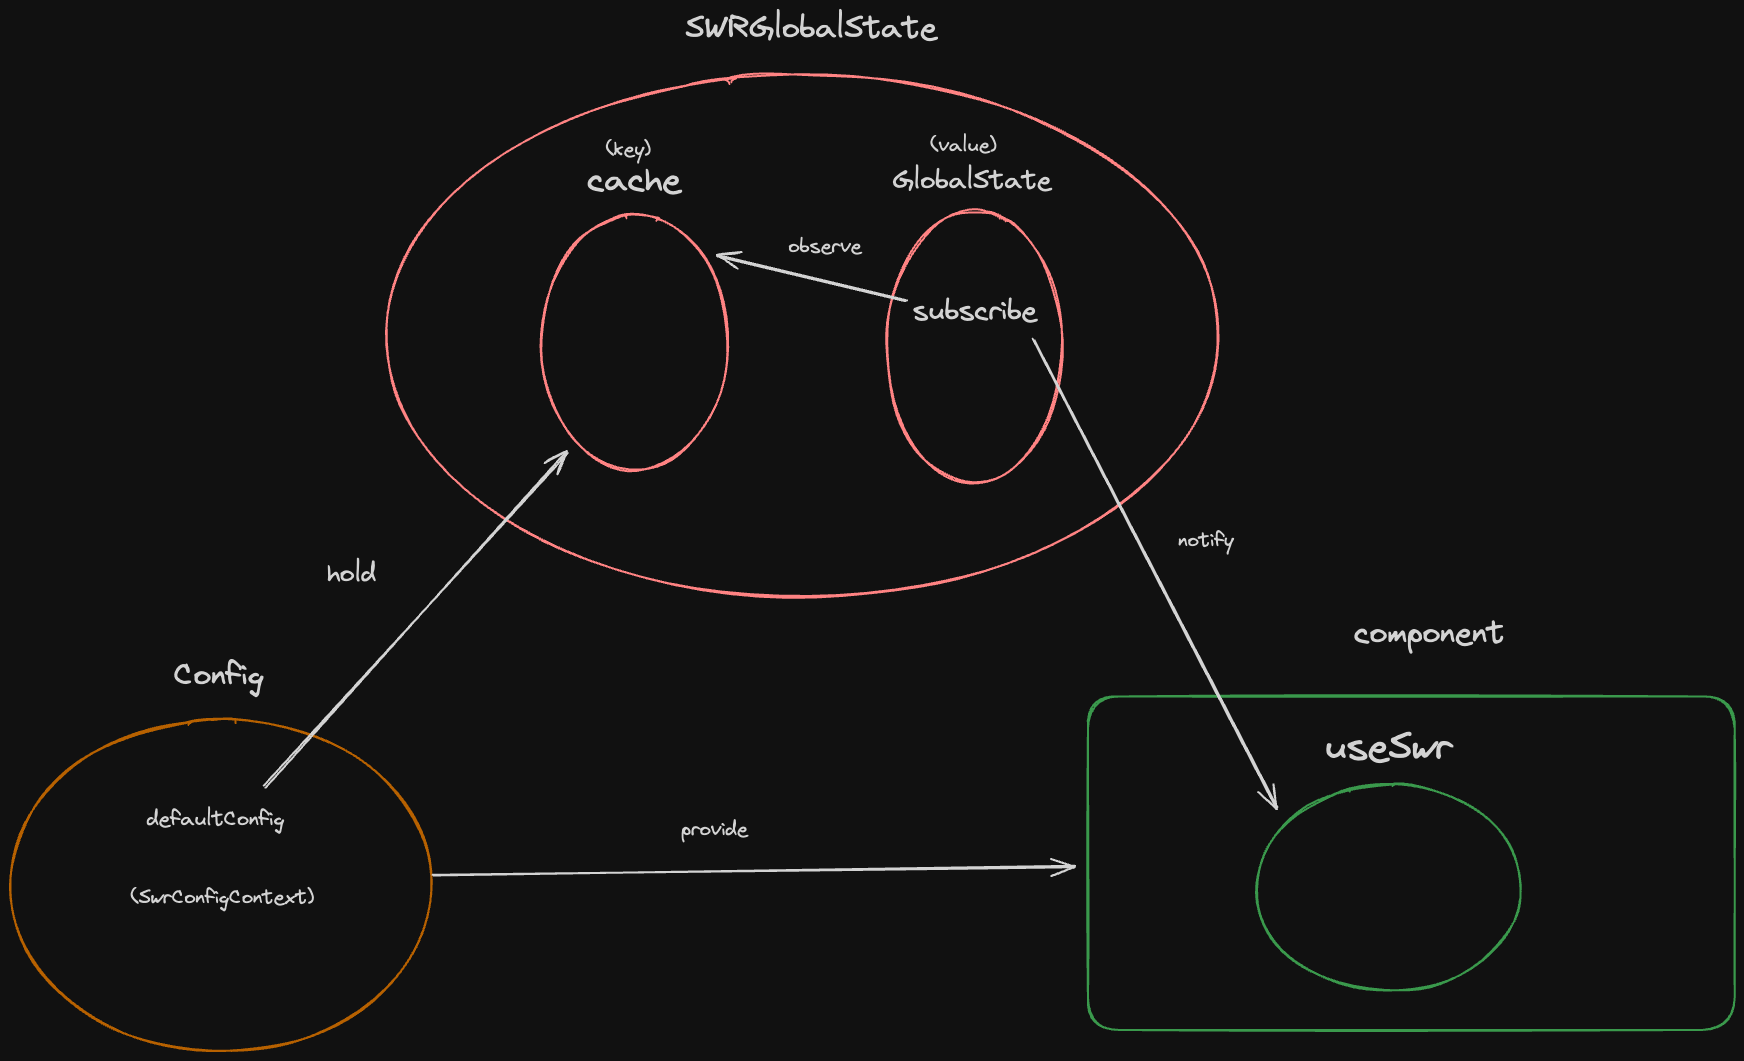 SWRGlobalState
(key)
cache
(value)
GlobalState
observe
subscribe
hold
notify
Config
component
defaultConfig
(SwrConfigContext)
provide
useSwr